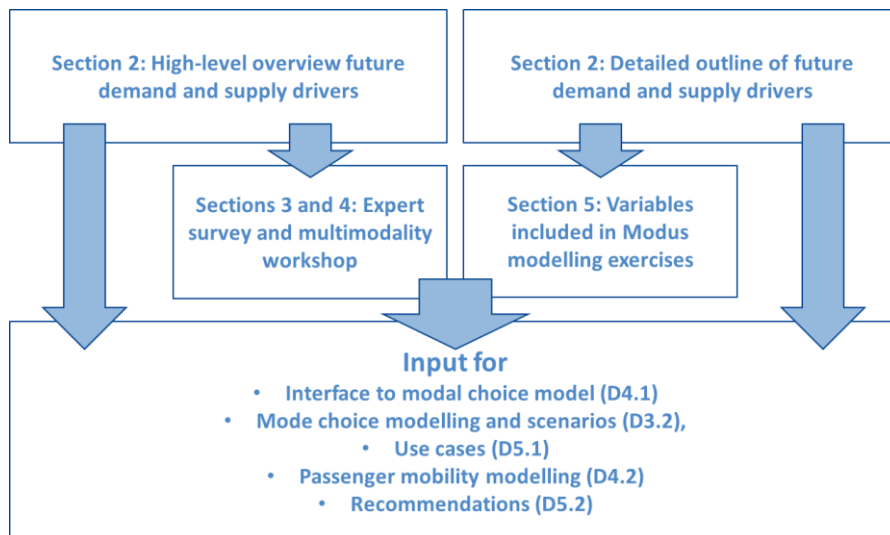 Section 2: High-level overview future
demand and supply drivers
Section 2: Detailed outline of future
demand and supply drivers
Sections 3 and 4: Expert
survey and multimodality
workshop
Section 5: Variables
included in Modus
modelling exercises
Input for
• Interface to modal choice model (D4.1)
• Mode choice modelling and scenarios (D3.2),
• Use cases (D5.1)
• Passenger mobility modelling (D4.2)
• Recommendations (D5.2)